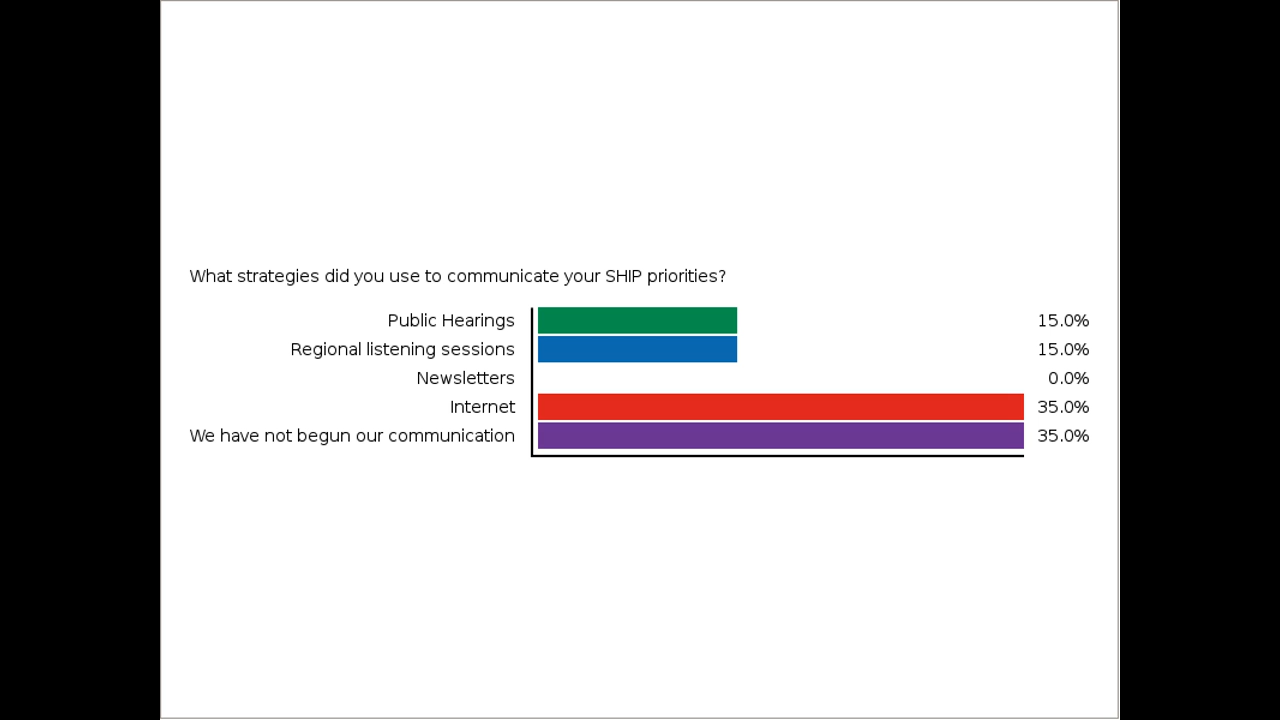 What strategies did you use to communicate your SHIP priorities?
Public Hearings 15.0%
Regional listening sessions 15.0%
Newsletters 0.0%
Internet 35.0%
We have not begun our communication 35.0%